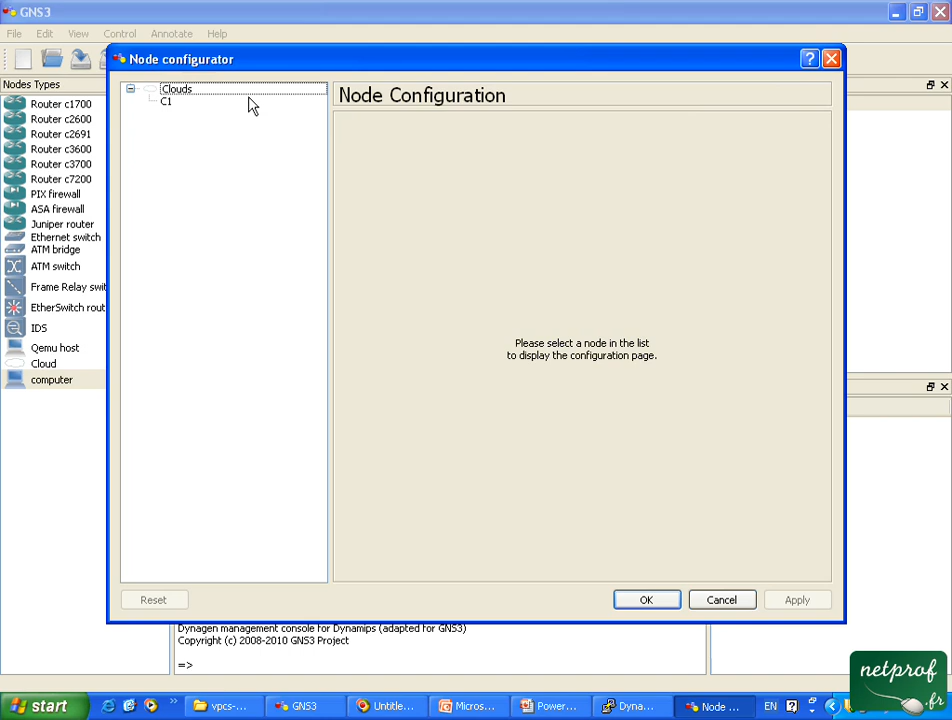 GNS3
File Edit View Control Annotate Help
Node configurator
Nodes Types
Router c1700
Router c2600
Router c2691
Router c3600
Router c3700
Router c7200
PIX firewall
ASA firewall
Juniper router
Ethernet switch
ATM bridge
ATM switch
Frame Relay swit
EtherSwitch rout
IDS
Qemu host
Cloud
computer
Clouds
C1
Node Configuration
Please select a node in the list
to display the configuration page.
Reset
OK
Cancel
Apply
Dynagen management console for Dynamips (adapted for GNS3)
Copyright (c) 2008-2010 GNS3 Project
=>
netprof
.fr
start
vpcs-...
GNS3
Untitle...
Micros...
Power...
Dyna...
Node ...
EN